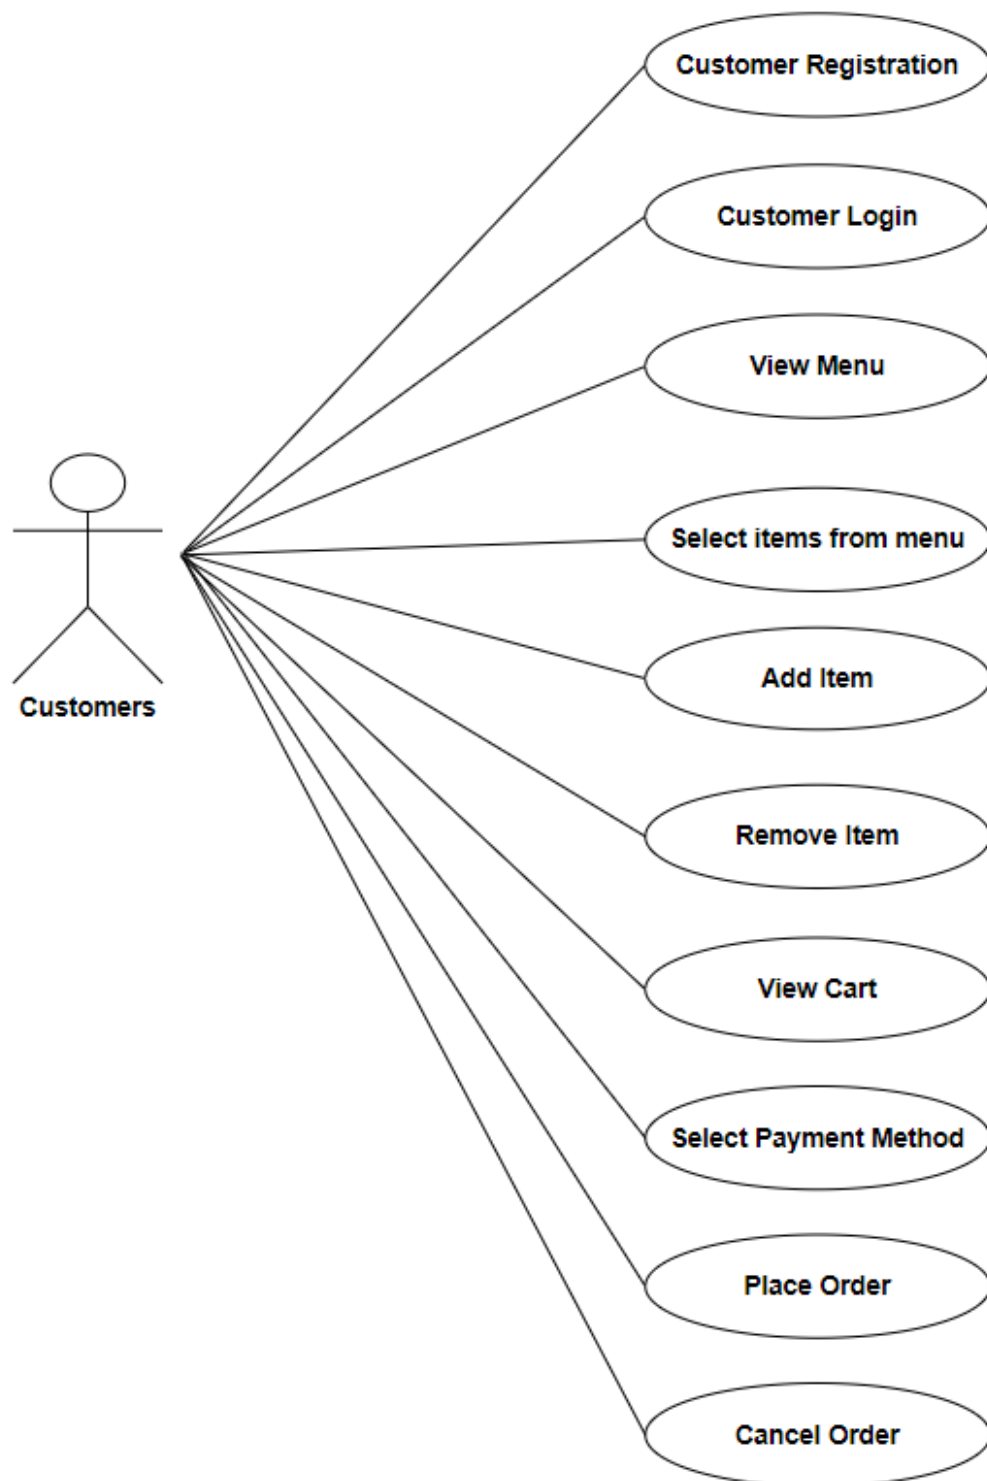 Customer Registration
Customer Login
View Menu
Select items from menu
Add Item
Customers
Remove Item
View Cart
Select Payment Method
Place Order
Cancel Order